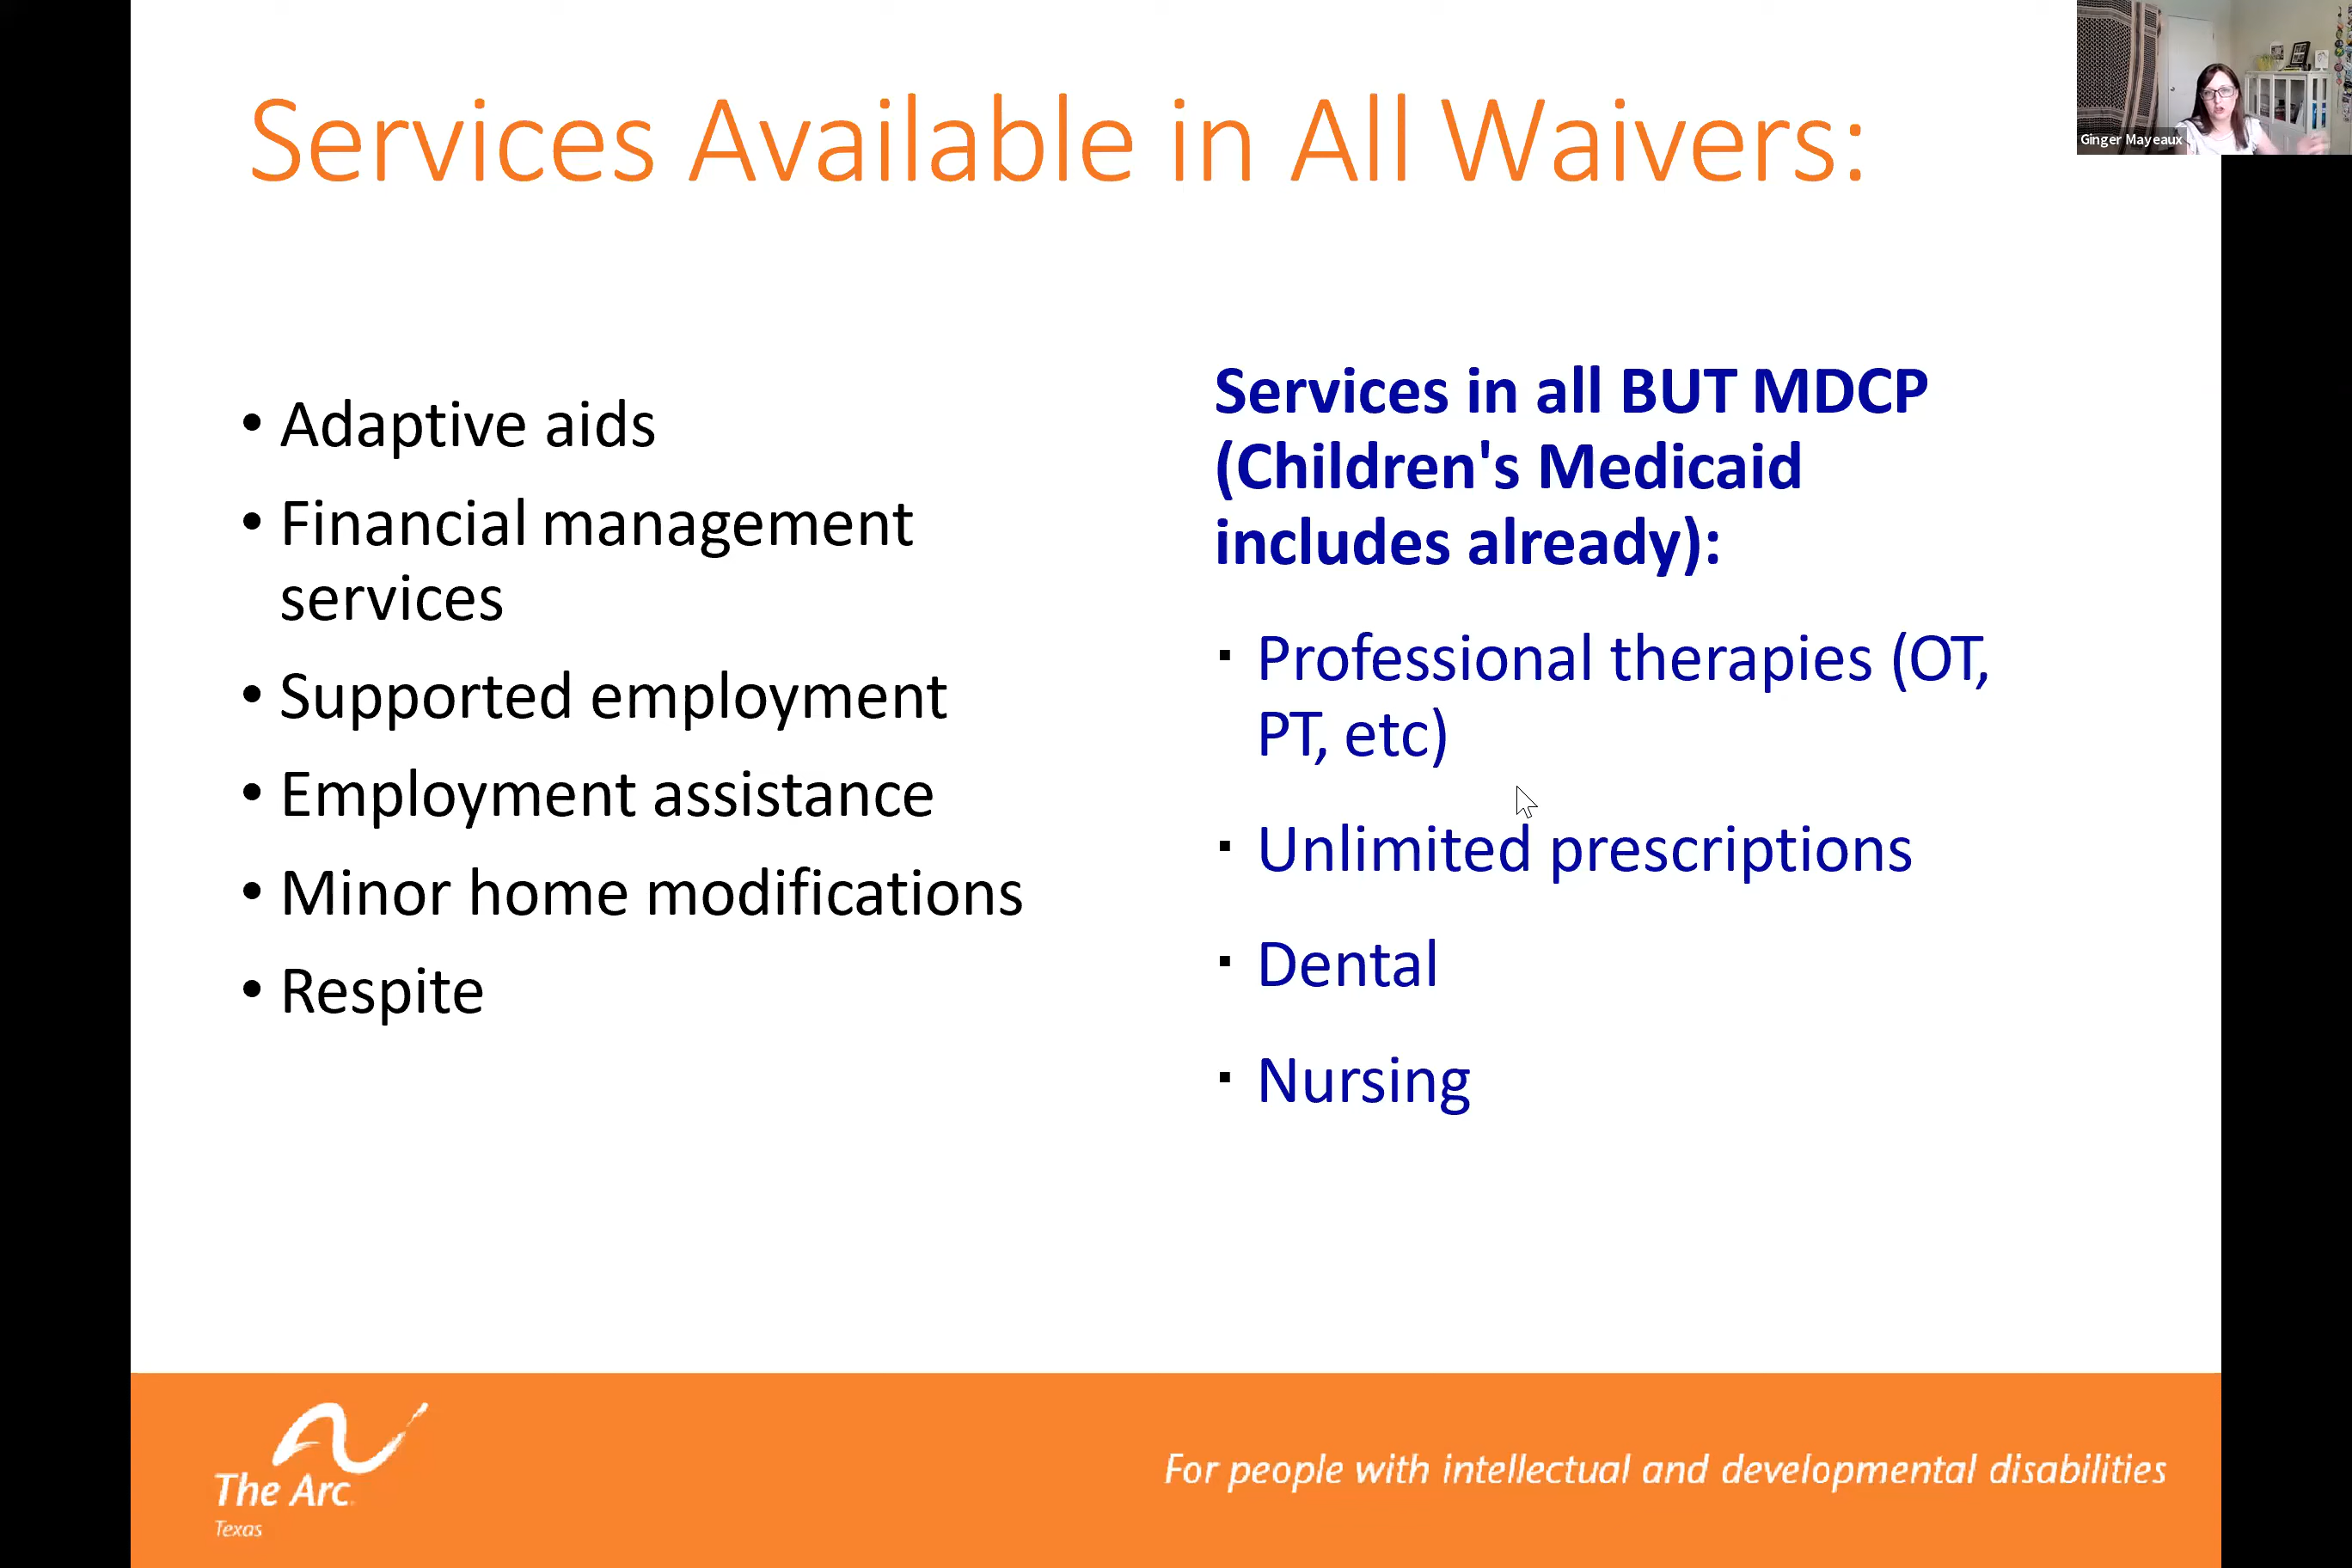 Services Available in All Waivers:
Ginger Mayeaux
• Adaptive aids
• Financial management
services
• Supported employment
• Employment assistance
• Minor home modifications
• Respite
Services in all BUT MDCP
(Children's Medicaid
includes already):
▪ Professional therapies (OT,
PT, etc)
▪ Unlimited prescriptions
▪ Dental
▪ Nursing
The Arc
Texas
For people with intellectual and developmental disabilities